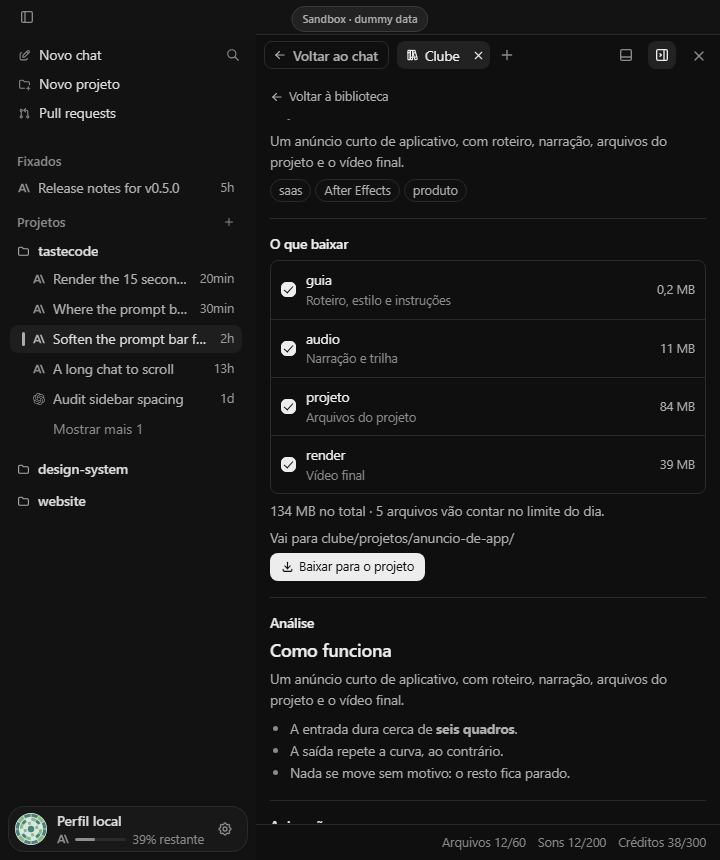 Sandbox · dummy data
Novo chat
Novo projeto
Pull requests
Fixados
Release notes for v0.5.0 5h
Projetos
tastecode
Render the 15 secon... 20min
Where the prompt b... 30min
Soften the prompt bar f... 2h
A long chat to scroll 13h
Audit sidebar spacing 1d
Mostrar mais 1
design-system
website
Perfil local
39% restante
Voltar ao chat
Clube
Voltar à biblioteca
Um anúncio curto de aplicativo, com roteiro, narração, arquivos do
projeto e o vídeo final.
saas After Effects produto
O que baixar
guia
Roteiro, estilo e instruções 0,2 MB
audio
Narração e trilha 11 MB
projeto
Arquivos do projeto 84 MB
render
Vídeo final 39 MB
134 MB no total · 5 arquivos vão contar no limite do dia.
Vai para clube/projetos/anuncio-de-app/
Baixar para o projeto
Análise
Como funciona
Um anúncio curto de aplicativo, com roteiro, narração, arquivos do
projeto e o vídeo final.
A entrada dura cerca de seis quadros.
A saída repete a curva, ao contrário.
Nada se move sem motivo: o resto fica parado.
Arquivos 12/60 Sons 12/200 Créditos 38/300